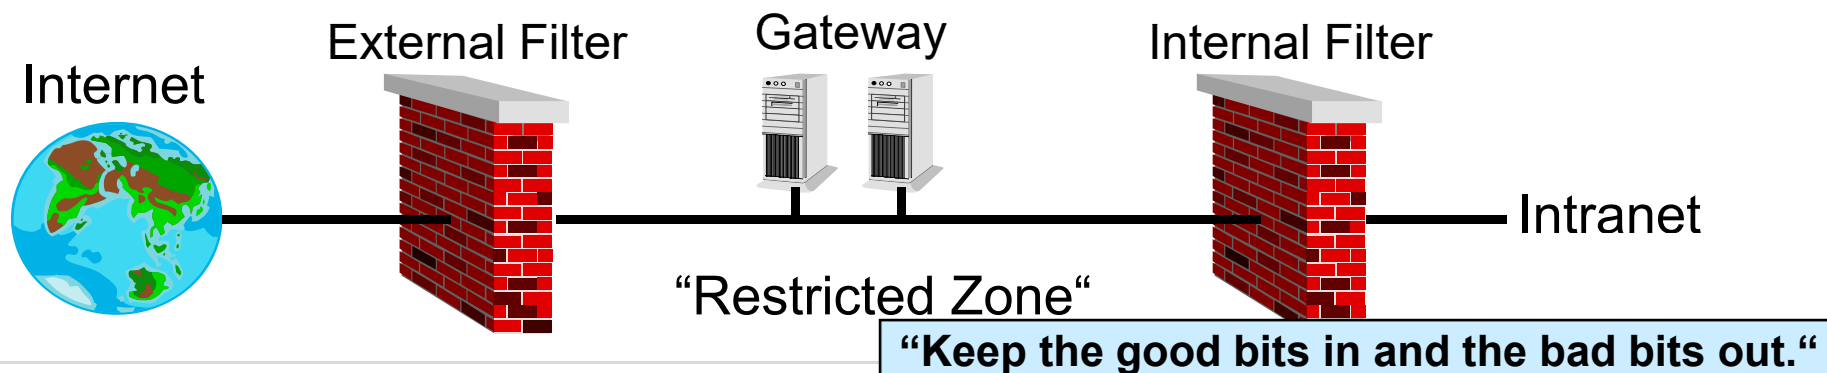 External Filter
Gateway
Internal Filter
Internet
Intranet
“Restricted Zone“
“Keep the good bits in and the bad bits out.“